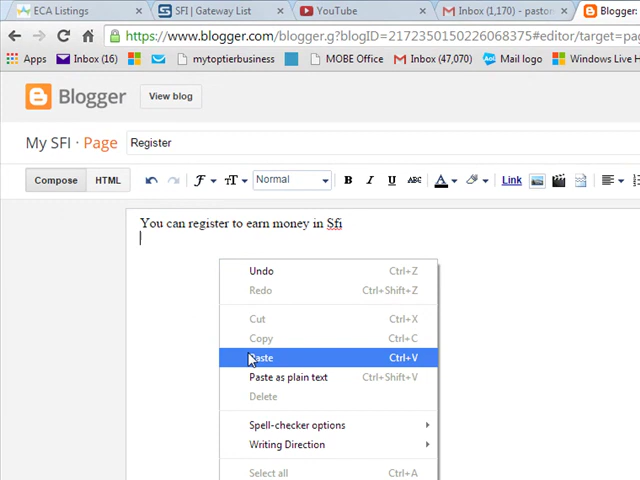 ECA Listings
SFI | Gateway List
YouTube
Inbox (1,170) - pastor
Blogger:
https://www.blogger.com/blogger.g?blogID=2172350150226068375#editor/target=pag
Apps
Inbox (16)
mytoptierbusiness
MOBE Office
Inbox (47,070)
Mail logo
Windows Live H
Blogger
View blog
My SFI · Page
Register
Compose
HTML
Normal
B I U ABC A Link
You can register to earn money in Sfi
Undo Ctrl+Z
Redo Ctrl+Shift+Z
Cut Ctrl+X
Copy Ctrl+C
Paste Ctrl+V
Paste as plain text Ctrl+Shift+V
Delete
Spell-checker options
Writing Direction
Select all Ctrl+A